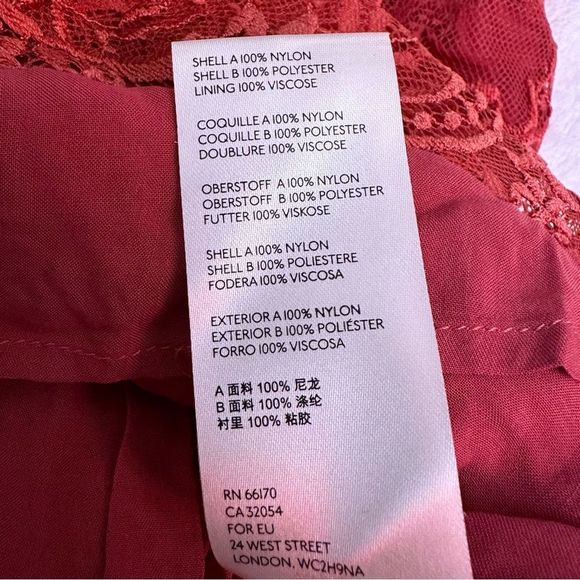 SHELL A 100% NYLON
SHELL B 100% POLYESTER
LINING 100% VISCOSE
COQUILLE A 100% NYLON
COQUILLE B 100% POLYESTER
DOUBLURE 100% VISCOSE
OBERSTOFF A 100% NYLON
OBERSTOFF B 100% POLYESTER
FUTTER 100% VISKOSE
SHELL A 100% NYLON
SHELL B 100% POLIESTERE
FODERA 100% VISCOSA
EXTERIOR A 100% NYLON
EXTERIOR B 100% POLIÉSTER
FORRO 100% VISCOSA
A 面料 100% 尼龙
B 面料 100% 涤纶
衬里 100% 粘胶
RN 66170
CA 32054
FOR EU
24 WEST STREET
LONDON, WC2H9NA